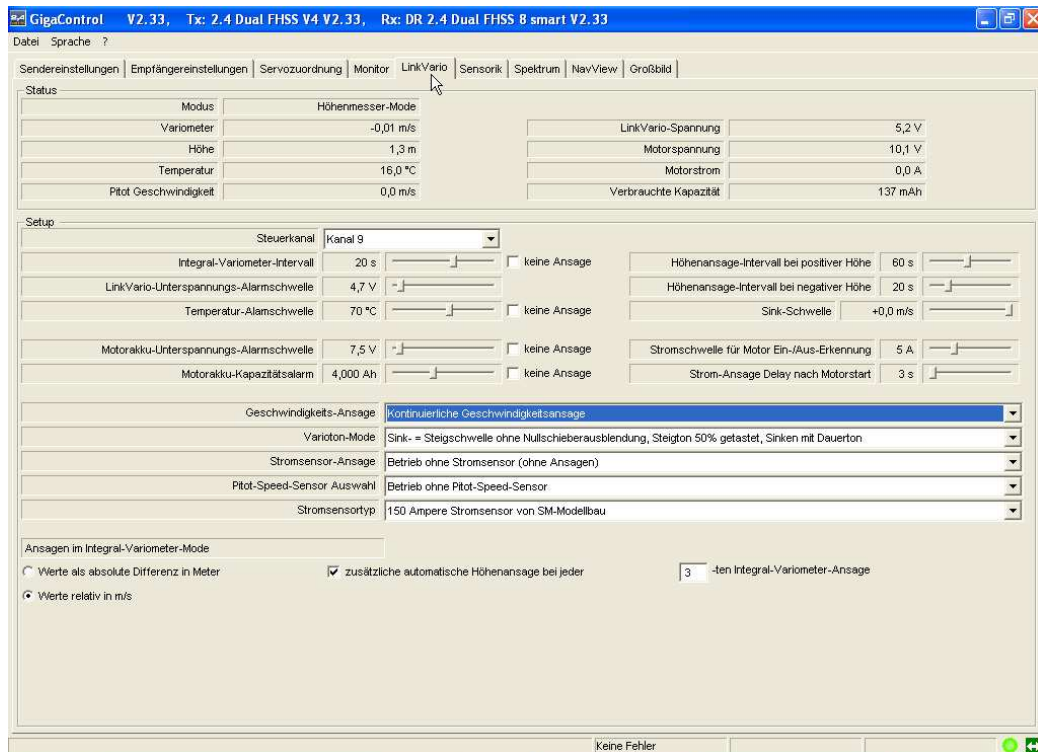 GigaControl V2.33, Tx: 2.4 Dual FHSS V4 V2.33, Rx: DR 2.4 Dual FHSS 8 smart V2.33
Datei Sprache ?
Sendereinstellungen Empfängereinstellungen Servozuordnung Monitor LinkVario Sensorik Spektrum NavView Großbild
Status
Modus Höhenmesser-Mode
Variometer -0,01 m/s LinkVario-Spannung 5,2 V
Höhe 1,3 m Motorspannung 10,1 V
Temperatur 16,0 °C Motorstrom 0,0 A
Pitot Geschwindigkeit 0,0 m/s Verbrauchte Kapazität 137 mAh
Setup
Steuerkanal Kanal 9
Integral-Variometer-Intervall 20 s keine Ansage Höhenansage-Intervall bei positiver Höhe 60 s
LinkVario-Unterspannungs-Alarmschwelle 4,7 V Höhenansage-Intervall bei negativer Höhe 20 s
Temperatur-Alamschwelle 70 °C keine Ansage Sink-Schwelle +0,0 m/s
Motorakku-Unterspannungs-Alarmschwelle 7,5 V keine Ansage Stromschwelle für Motor Ein-/Aus-Erkennung 5 A
Motorakku-Kapazitätsalarm 4,000 Ah keine Ansage Strom-Ansage Delay nach Motorstart 3 s
Geschwindigkeits-Ansage Kontinuierliche Geschwindigkeitsansage
Varioton-Mode Sink- = Steigschwelle ohne Nullschieberausblendung, Steigton 50% getastet, Sinken mit Dauerton
Stromsensor-Ansage Betrieb ohne Stromsensor (ohne Ansagen)
Pitot-Speed-Sensor Auswahl Betrieb ohne Pitot-Speed-Sensor
Stromsensortyp 150 Ampere Stromsensor von SM-Modellbau
Ansagen im Integral-Variometer-Mode
Werte als absolute Differenz in Meter zusätzliche automatische Höhenansage bei jeder 3 -ten Integral-Variometer-Ansage
Werte relativ in m/s
Keine Fehler